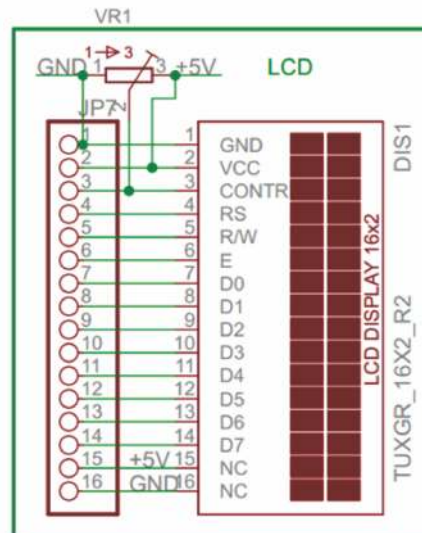 VR1
1 3
GND 1 3 +5V
LCD
2
JP7
1 1 GND
2 2 VCC
3 3 CONTR
4 4 RS
5 5 R/W
6 6 E
7 7 D0
8 8 D1
9 9 D2
10 10 D3
11 11 D4
12 12 D5
13 13 D6
14 14 D7
15 +5V 15 NC
16 GND 16 NC
LCD DISPLAY 16x2
DIS1
TUXGR_16X2_R2